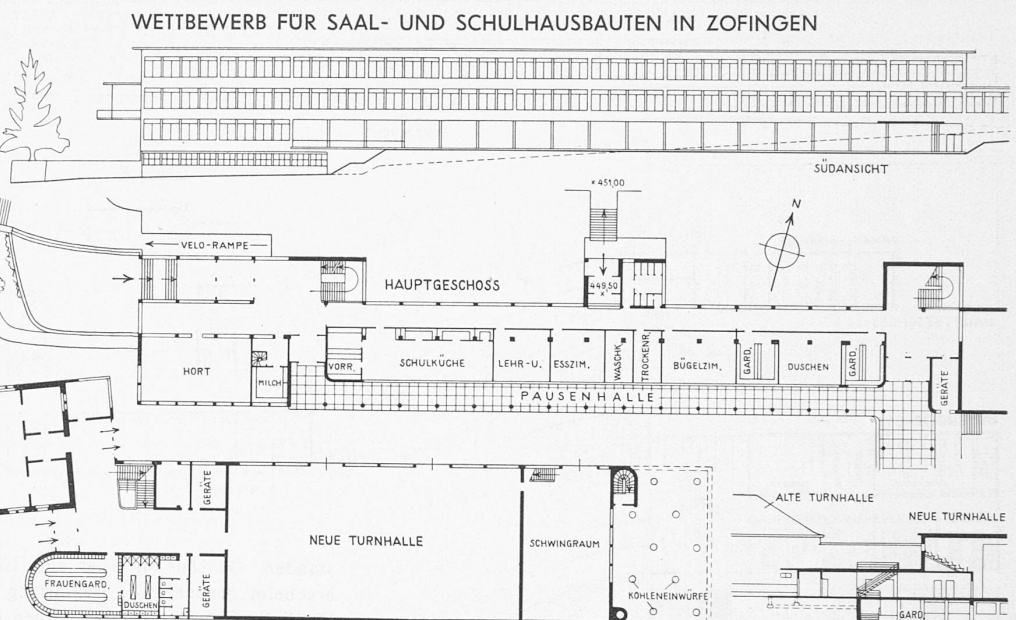 WETTBEWERB FÜR SAAL- UND SCHULHAUSBAUTEN IN ZOFINGEN
SÜDANSICHT
× 451,00
N
VELO-RAMPE
HAUPTGESCHOSS
449,50
×
HORT
MILCH
VORR.
SCHULKÜCHE
LEHR-U.
ESSZIM.
WASCHK.
TROCKENR.
BÜGELZIM.
GARD.
DUSCHEN
GARD.
GERÄTE
PAUSENHALLE
GERÄTE
NEUE TURNHALLE
SCHWINGRAUM
ALTE TURNHALLE
NEUE TURNHALLE
FRAUENGARD.
DUSCHEN
GERÄTE
KOHLENEINWÜRFE
GARD.